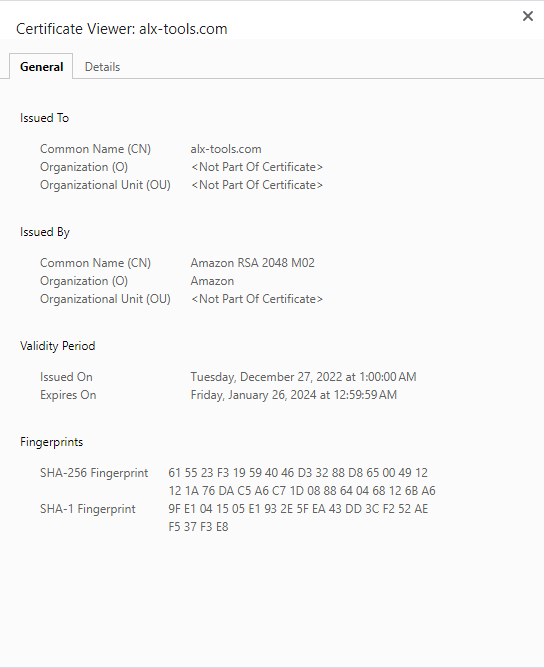 Certificate Viewer: alx-tools.com
General Details
Issued To
Common Name (CN) alx-tools.com
Organization (O) <Not Part Of Certificate>
Organizational Unit (OU) <Not Part Of Certificate>
Issued By
Common Name (CN) Amazon RSA 2048 M02
Organization (O) Amazon
Organizational Unit (OU) <Not Part Of Certificate>
Validity Period
Issued On Tuesday, December 27, 2022 at 1:00:00 AM
Expires On Friday, January 26, 2024 at 12:59:59 AM
Fingerprints
SHA-256 Fingerprint 61 55 23 F3 19 59 40 46 D3 32 88 D8 65 00 49 12
12 1A 76 DA C5 A6 C7 1D 08 88 64 04 68 12 6B A6
SHA-1 Fingerprint 9F E1 04 15 05 E1 93 2E 5F EA 43 DD 3C F2 52 AE
F5 37 F3 E8